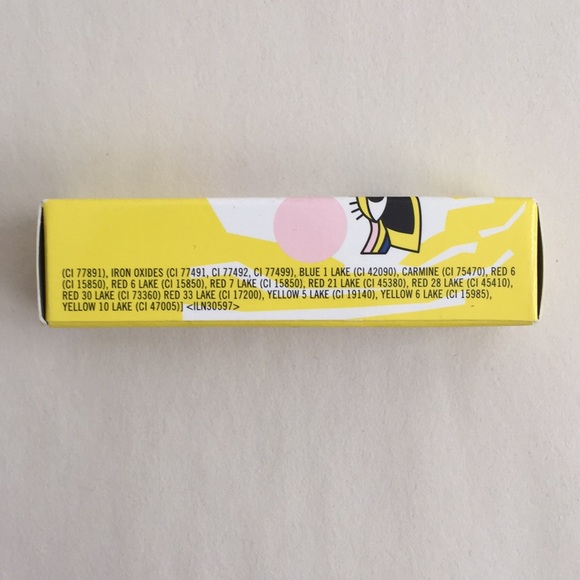 (CI 77891), IRON OXIDES (CI 77491, CI 77492, CI 77499), BLUE 1 LAKE (CI 42090), CARMINE (CI 75470), RED 6
(CI 15850), RED 6 LAKE (CI 15850), RED 7 LAKE (CI 15850), RED 21 LAKE (CI 45380), RED 28 LAKE (CI 45410),
RED 30 LAKE (CI 73360) RED 33 LAKE (CI 17200), YELLOW 5 LAKE (CI 19140), YELLOW 6 LAKE (CI 15985),
YELLOW 10 LAKE (CI 47005)] <ILN30597>